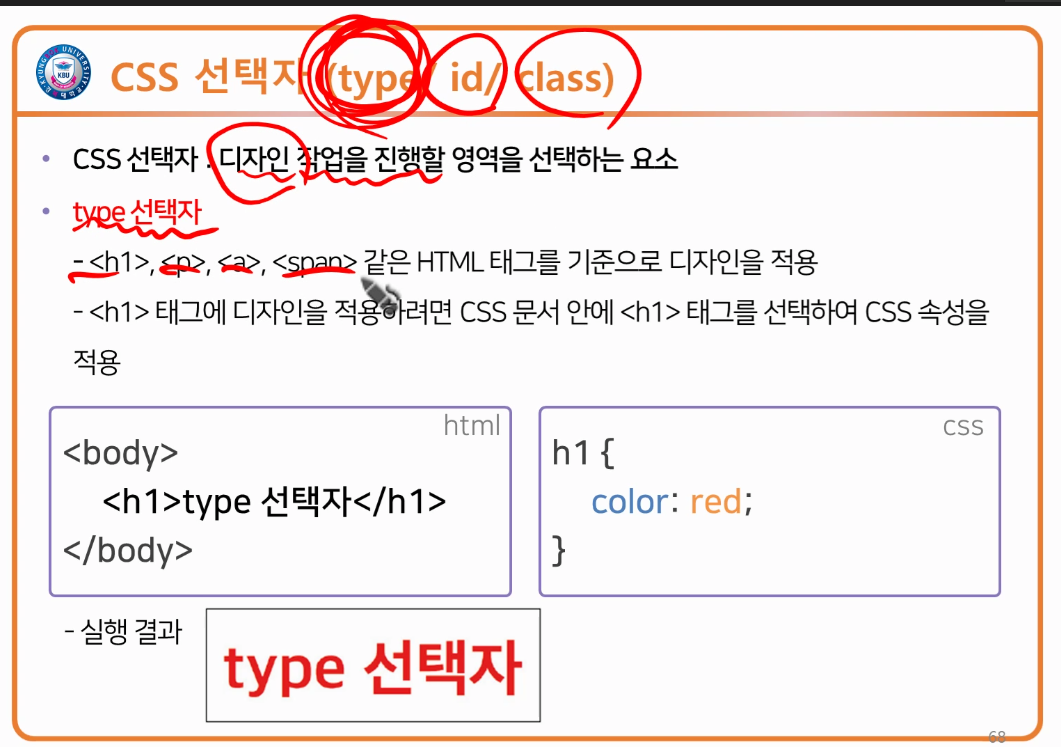 CSS 선택자 (type/ id/ class)
• CSS 선택자 : 디자인 작업을 진행할 영역을 선택하는 요소
• type 선택자
- <h1>, <p>, <a>, <span> 같은 HTML 태그를 기준으로 디자인을 적용
- <h1> 태그에 디자인을 적용하려면 CSS 문서 안에 <h1> 태그를 선택하여 CSS 속성을
적용
html
<body>
<h1>type 선택자</h1>
</body>
css
h1 {
color: red;
}
- 실행 결과
type 선택자
68